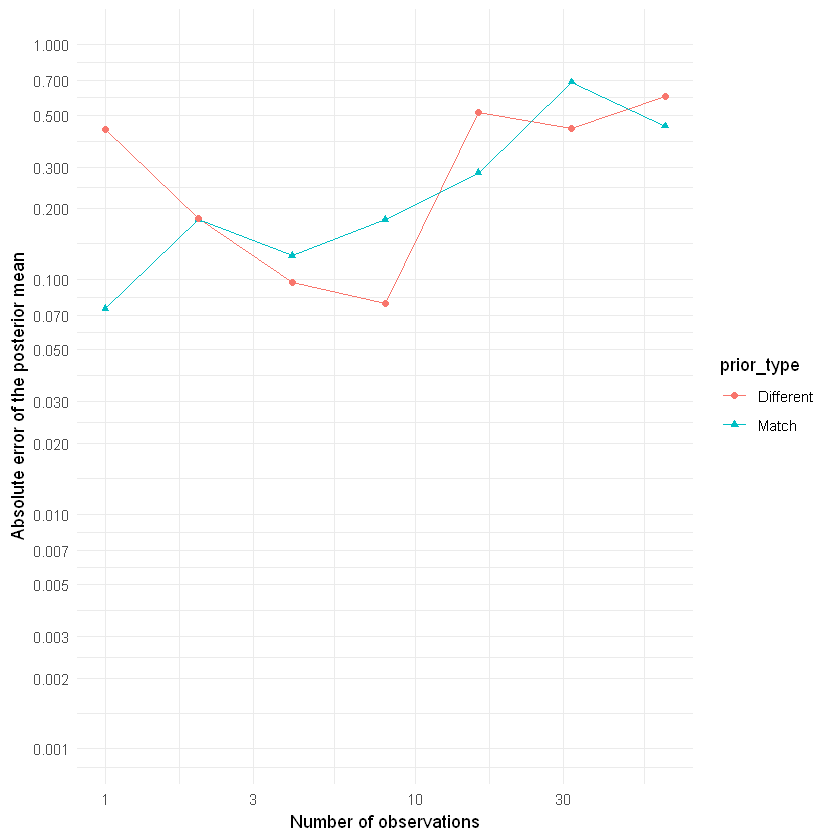 1.000
0.700
0.500
0.300
0.200
0.100
0.070
0.050
0.030
0.020
0.010
0.007
0.005
0.003
0.002
0.001
Absolute error of the posterior mean
1 3 10 30
Number of observations
prior_type
Different
Match